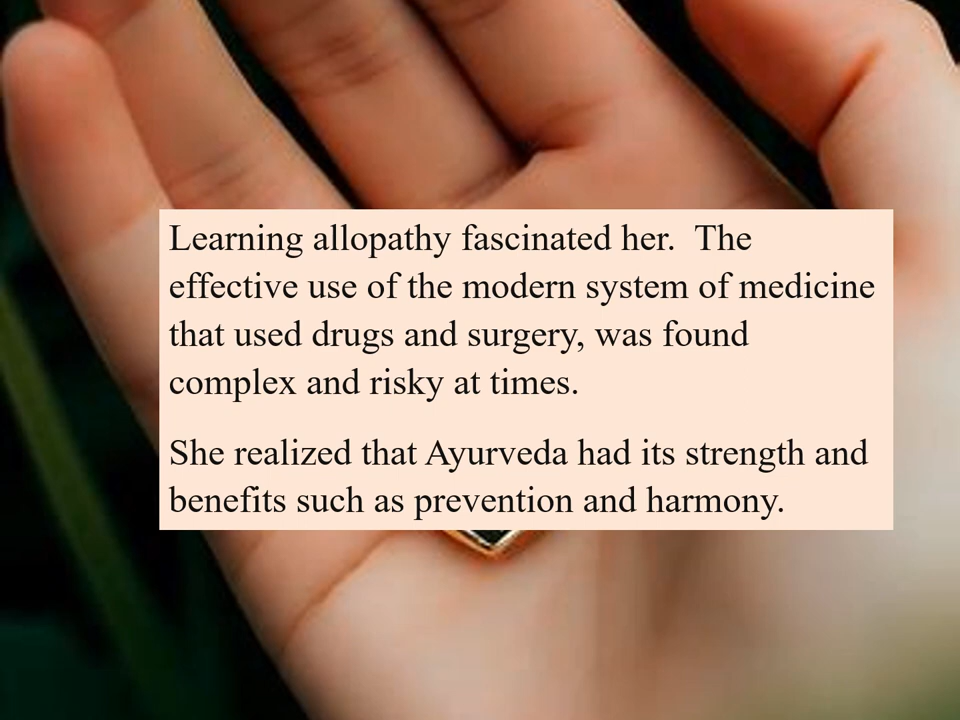 Learning allopathy fascinated her.  The
effective use of the modern system of medicine
that used drugs and surgery, was found
complex and risky at times.
She realized that Ayurveda had its strength and
benefits such as prevention and harmony.